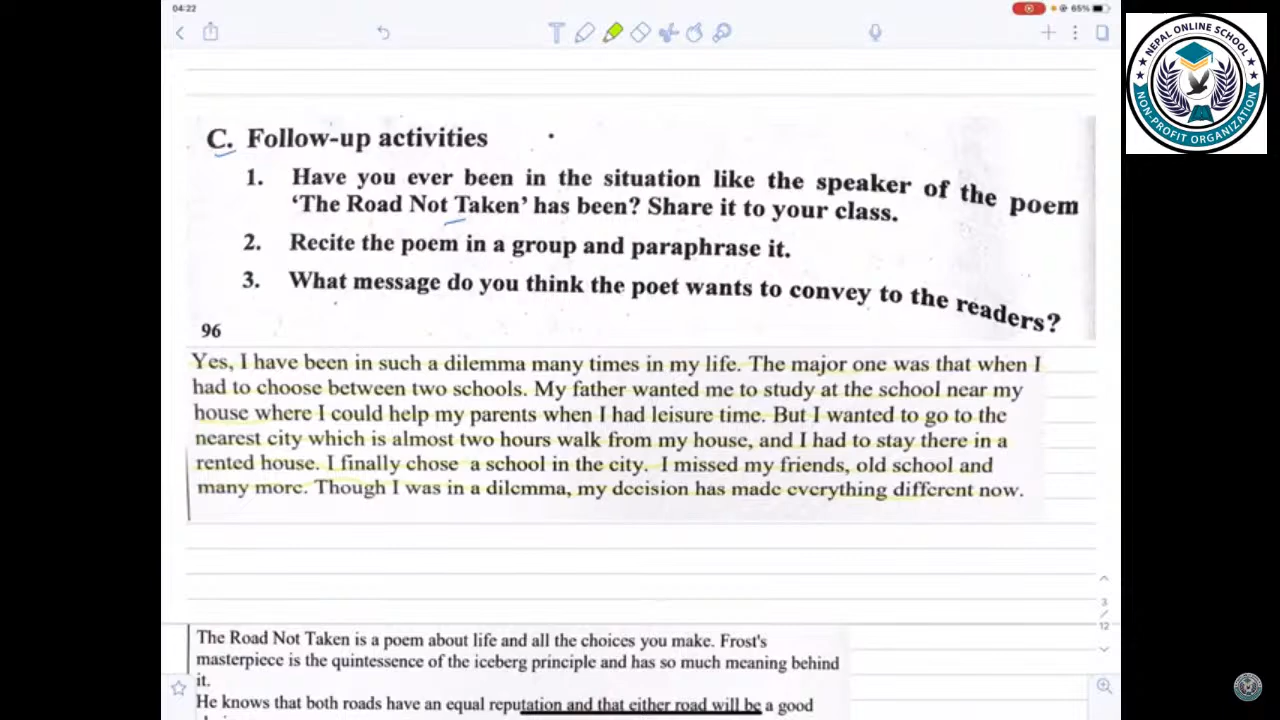 04:22
65%
NEPAL ONLINE SCHOOL
NON-PROFIT ORGANIZATION
C. Follow-up activities
1. Have you ever been in the situation like the speaker of the poem
‘The Road Not Taken’ has been? Share it to your class.
2. Recite the poem in a group and paraphrase it.
3. What message do you think the poet wants to convey to the readers?
96
Yes, I have been in such a dilemma many times in my life. The major one was that when I
had to choose between two schools. My father wanted me to study at the school near my
house where I could help my parents when I had leisure time. But I wanted to go to the
nearest city which is almost two hours walk from my house, and I had to stay there in a
rented house. I finally chose a school in the city. I missed my friends, old school and
many more. Though I was in a dilemma, my decision has made everything different now.
3
/
12
The Road Not Taken is a poem about life and all the choices you make. Frost's
masterpiece is the quintessence of the iceberg principle and has so much meaning behind
it.
He knows that both roads have an equal reputation and that either road will be a good